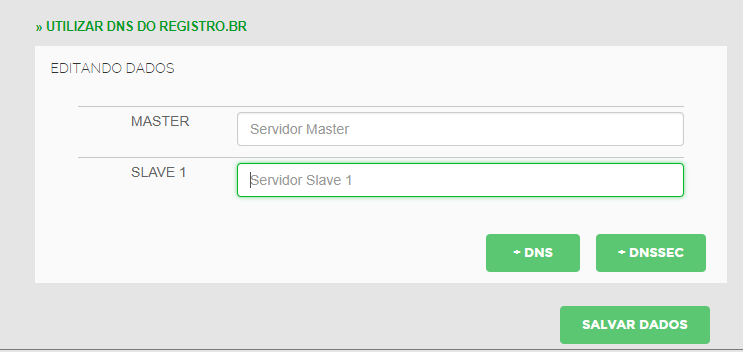 » UTILIZAR DNS DO REGISTRO.BR
EDITANDO DADOS
MASTER Servidor Master
SLAVE 1 Servidor Slave 1
+ DNS + DNSSEC
SALVAR DADOS